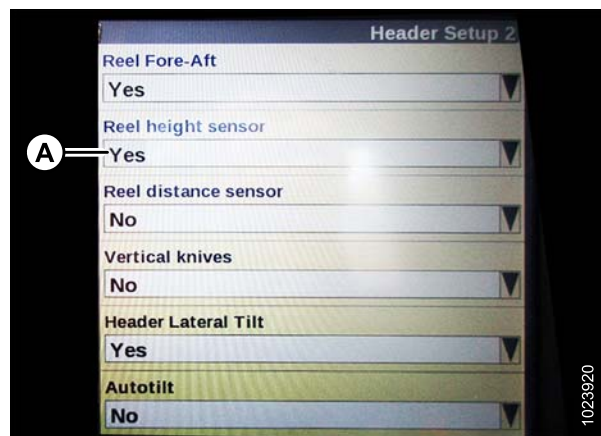 Header Setup 2
Reel Fore-Aft
Yes
Reel height sensor
A
Yes
Reel distance sensor
No
Vertical knives
No
Header Lateral Tilt
Yes
Autotilt
No
1023920